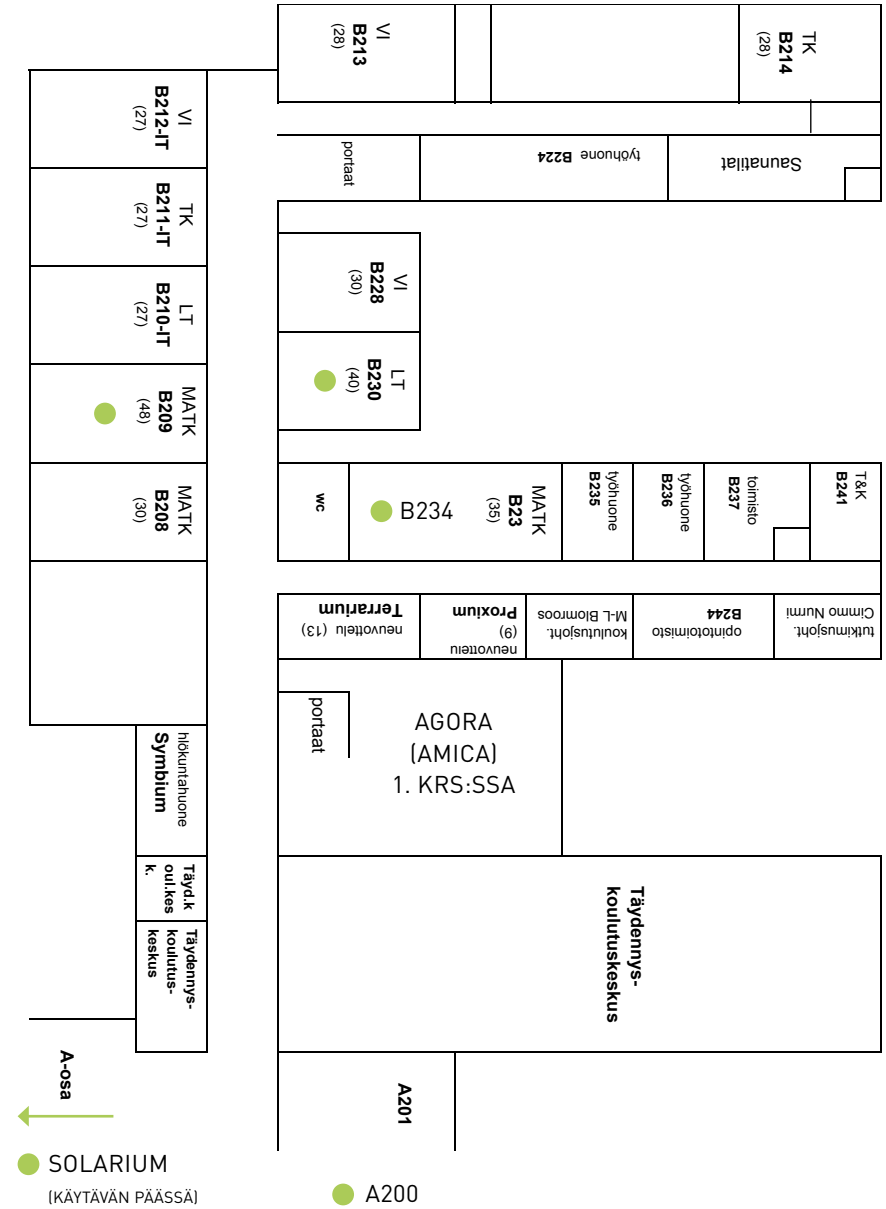 VI
B213
(28)
TK
B214
(28)
VI
B212-IT
(27)
portaat
työhuone B224
Saunatilat
TK
B211-IT
(27)
VI
B228
(30)
LT
B210-IT
(27)
LT
B230
(40)
MATK
B209
(48)
MATK
B208
(30)
wc
B234
MATK
B23
(35)
työhuone
B235
työhuone
B236
toimisto
B237
T&K
B241
neuvottelu (13)
Terrarium
neuvottelu
(9)
Proxium
koulutusjoht.
M-L Blomroos
opintotoimisto
B244
tutkimusjoht.
Cimmo Nurmi
portaat
AGORA
(AMICA)
1. KRS:SSA
hlökuntahuone
Symbium
Täyd.k
oul.kes
k.
Täydennys-
koulutus-
keskus
Täydennys-
koulutuskeskus
A-osa
A201
SOLARIUM
(KÄYTÄVÄN PÄÄSSÄ)
A200